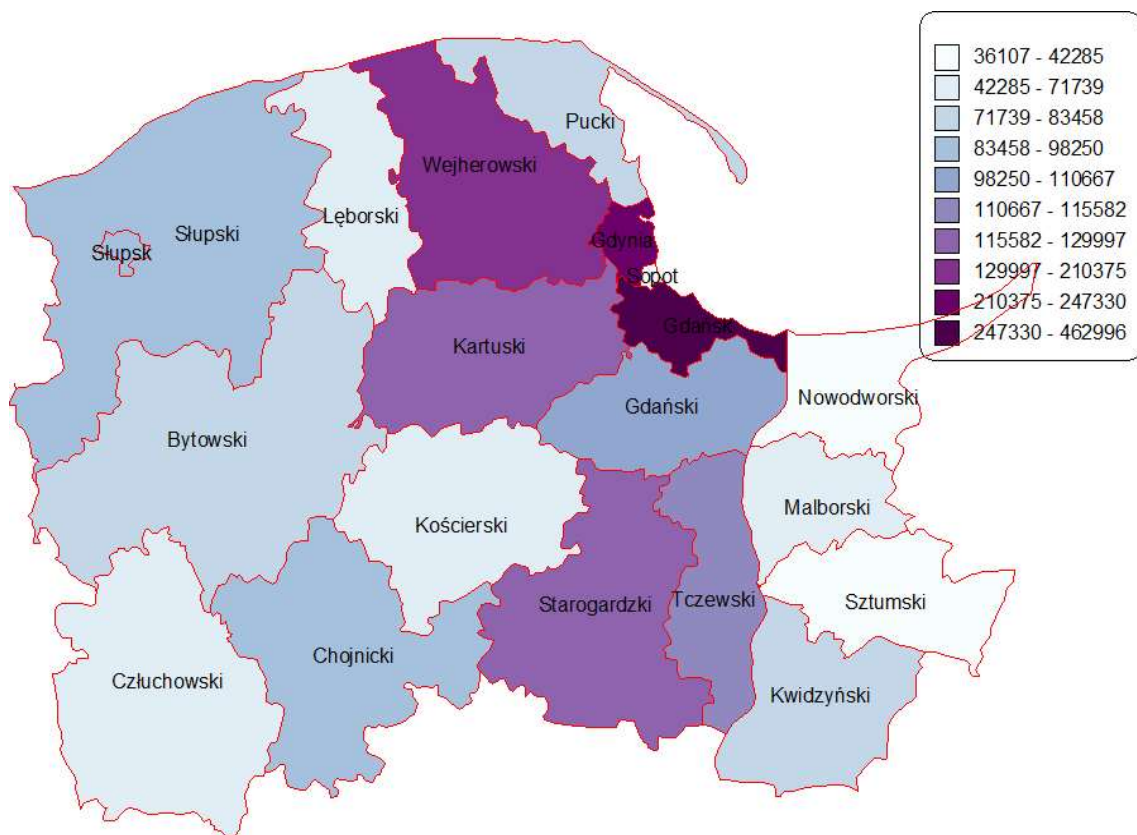 36107 - 42285
42285 - 71739
71739 - 83458
83458 - 98250
98250 - 110667
110667 - 115582
115582 - 129997
129997 - 210375
210375 - 247330
247330 - 462996
Pucki
Wejherowski
Lęborski
Słupski
Gdynia
Słupsk
Sopot
Gdańsk
Kartuski
Nowodworski
Gdański
Bytowski
Malborski
Kościerski
Sztumski
Starogardzki
Tczewski
Chojnicki
Człuchowski
Kwidzyński